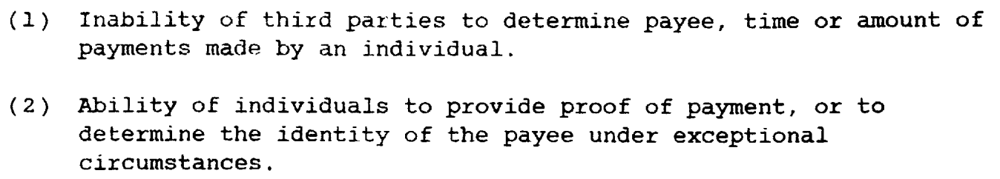 (1) Inability of third parties to determine payee, time or amount of
payments made by an individual.
(2) Ability of individuals to provide proof of payment, or to
determine the identity of the payee under exceptional
circumstances.